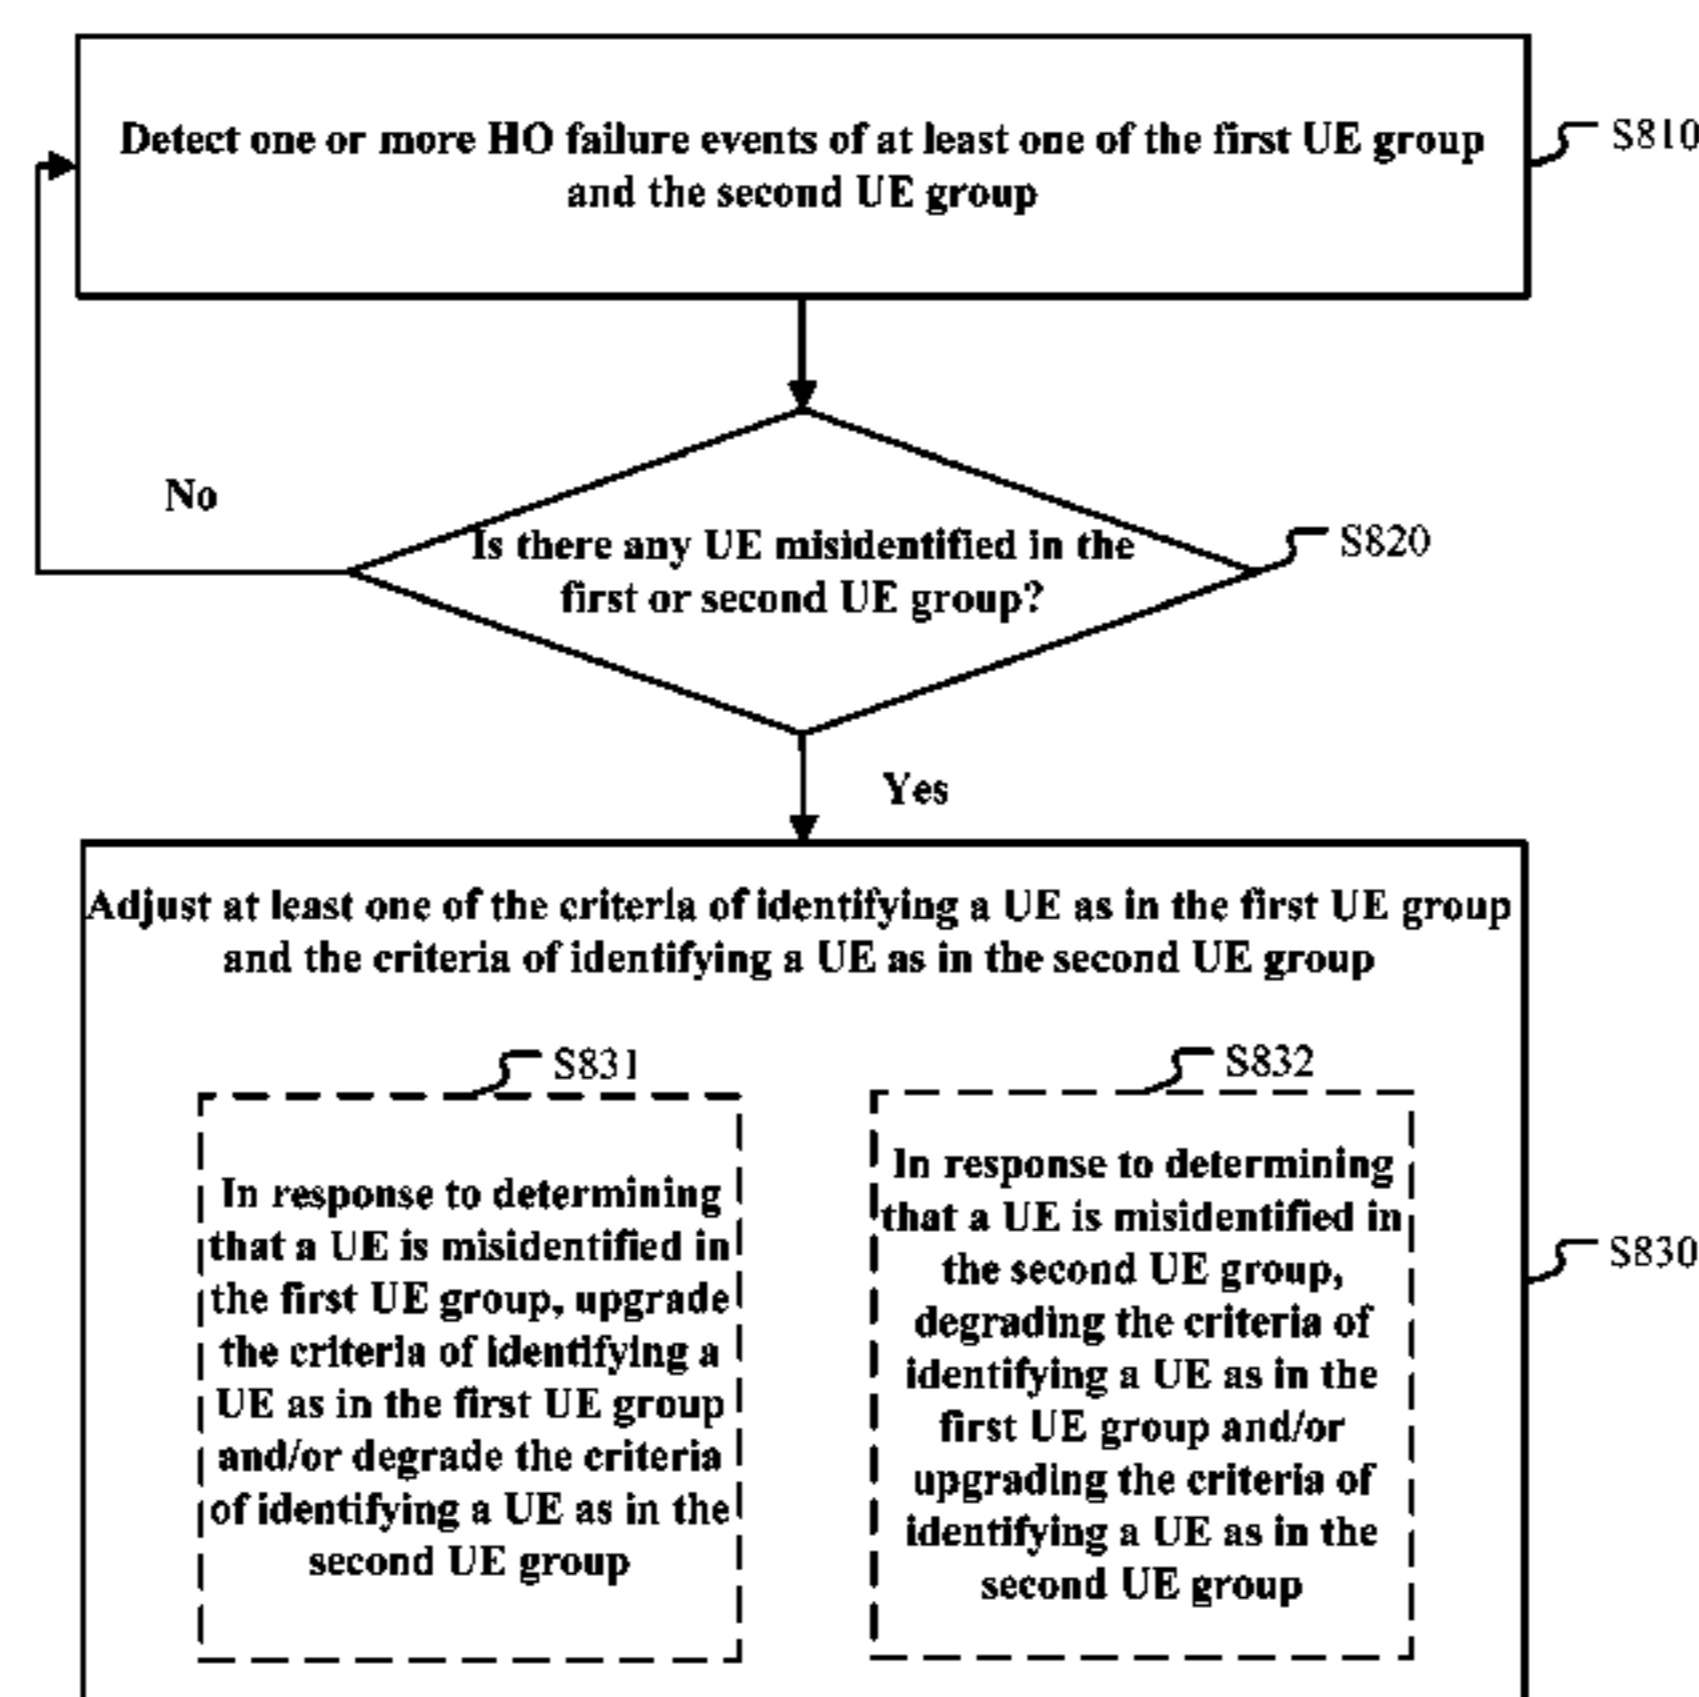 Detect one or more HO failure events of at least one of the first UE group
and the second UE group
S810
No
Is there any UE misidentified in the
first or second UE group?
S820
Yes
Adjust at least one of the criteria of identifying a UE as in the first UE group
and the criteria of identifying a UE as in the second UE group
S831
In response to determining
that a UE is misidentified in
the first UE group, upgrade
the criteria of identifying a
UE as in the first UE group
and/or degrade the criteria
of identifying a UE as in the
second UE group
S832
In response to determining
that a UE is misidentified in
the second UE group,
degrading the criteria of
identifying a UE as in the
first UE group and/or
upgrading the criteria of
identifying a UE as in the
second UE group
S830